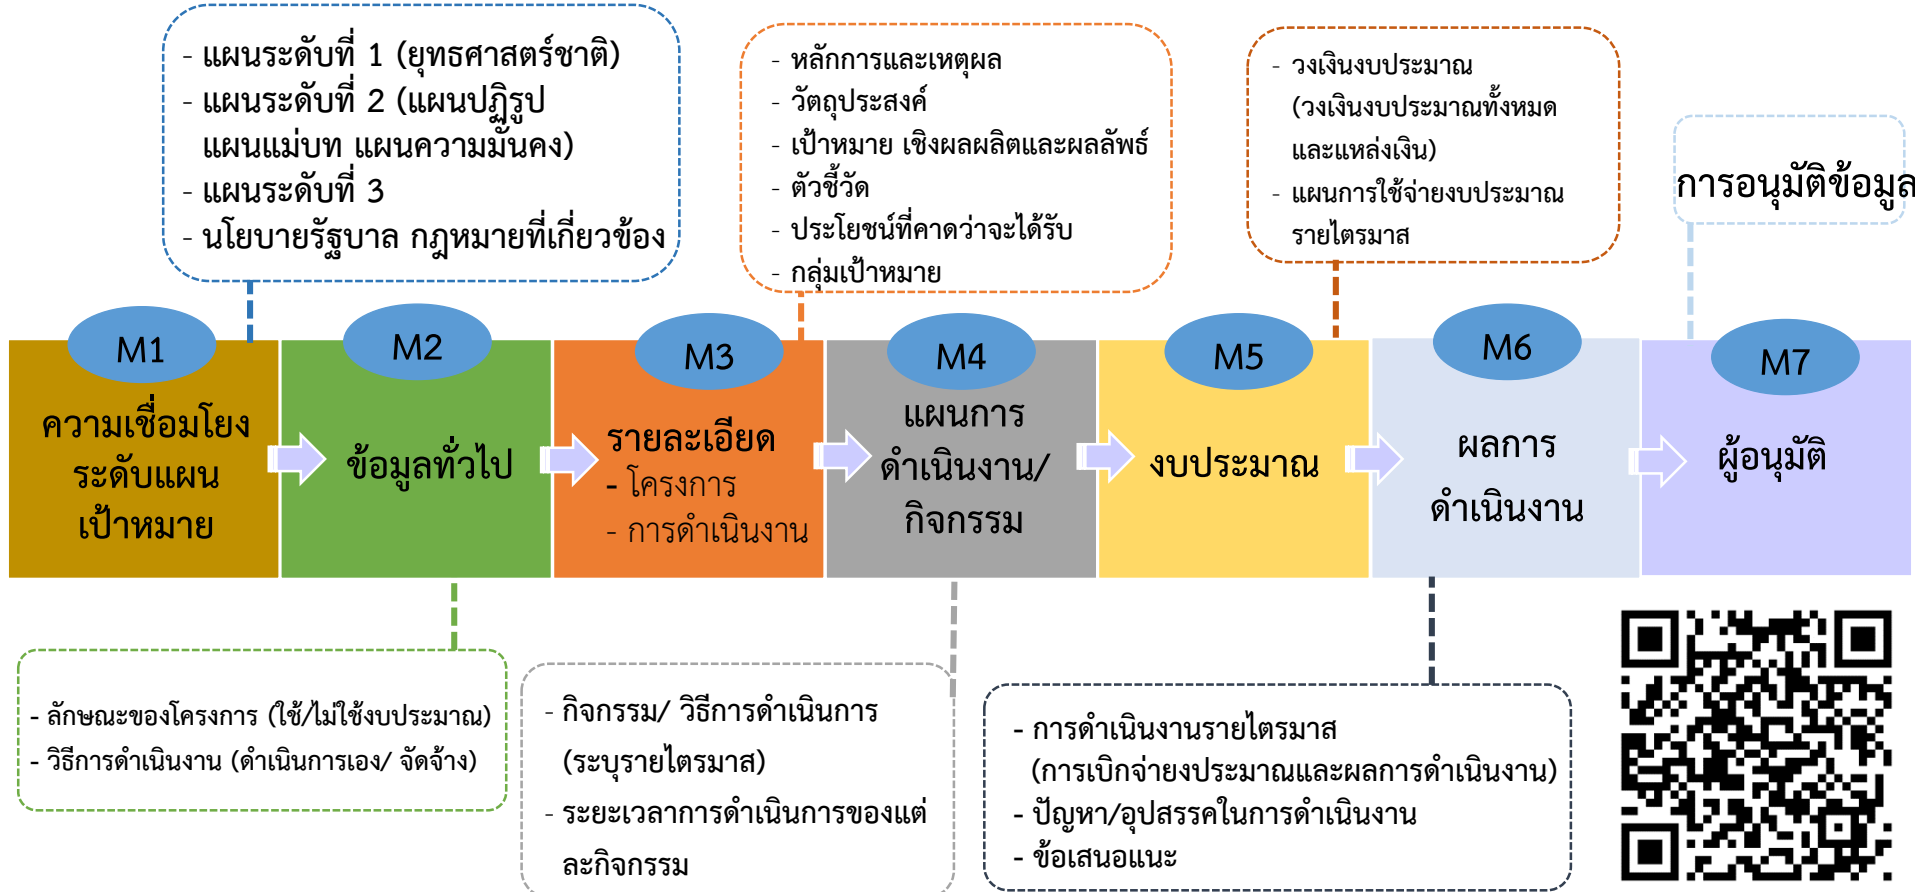 - แผนระดับที่ 1 (ยุทธศาสตร์ชาติ)
- แผนระดับที่ 2 (แผนปฏิรูป
แผนแม่บท แผนความมั่นคง)
- แผนระดับที่ 3
- นโยบายรัฐบาล กฎหมายที่เกี่ยวข้อง
- หลักการและเหตุผล
- วัตถุประสงค์
- เป้าหมาย เชิงผลผลิตและผลลัพธ์
- ตัวชี้วัด
- ประโยชน์ที่คาดว่าจะได้รับ
- กลุ่มเป้าหมาย
- วงเงินงบประมาณ
(วงเงินงบประมาณทั้งหมด
และแหล่งเงิน)
- แผนการใช้จ่ายงบประมาณ
รายไตรมาส
การอนุมัติข้อมูล
M1
ความเชื่อมโยง
ระดับแผน
เป้าหมาย
M2
ข้อมูลทั่วไป
M3
รายละเอียด
- โครงการ
- การดำเนินงาน
M4
แผนการ
ดำเนินงาน/
กิจกรรม
M5
งบประมาณ
M6
ผลการ
ดำเนินงาน
M7
ผู้อนุมัติ
- ลักษณะของโครงการ (ใช้/ไม่ใช้งบประมาณ)
- วิธีการดำเนินงาน (ดำเนินการเอง/ จัดจ้าง)
- กิจกรรม/ วิธีการดำเนินการ
(ระบุรายไตรมาส)
- ระยะเวลาการดำเนินการของแต่
ละกิจกรรม
- การดำเนินงานรายไตรมาส
(การเบิกจ่ายงประมาณและผลการดำเนินงาน)
- ปัญหา/อุปสรรคในการดำเนินงาน
- ข้อเสนอแนะ